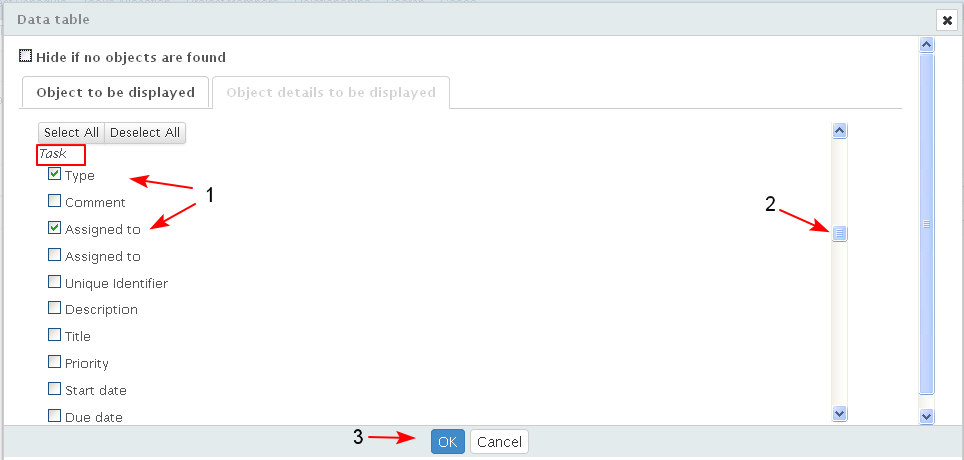 Data table
Hide if no objects are found
Object to be displayed Object details to be displayed
Select All Deselect All
Task
Type
1
Comment
2
Assigned to
Assigned to
Unique Identifier
Description
Title
Priority
Start date
Due date
3 OK Cancel